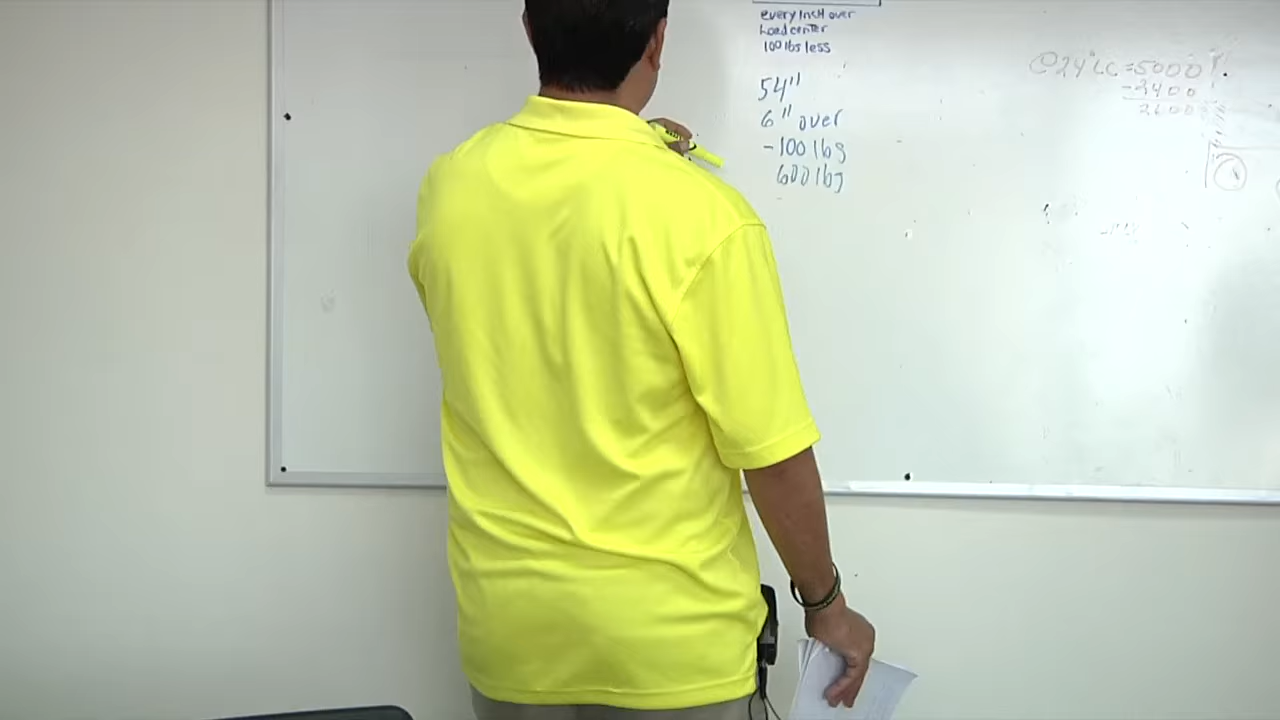 every Inch over
Load center
100 lbs less
54"
6" over
-100 lbs
600 lbs
@24" LC = 5000
-2400
2600